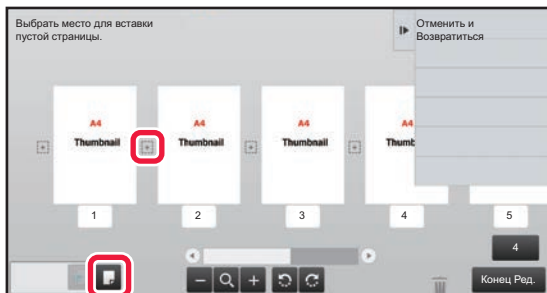 Выбрать место для вставки
пустой страницы.
Отменить и
Возвратиться
A4
Thumbnail
A4
Thumbnail
A4
Thumbnail
A4
Thumb
1
2
3
4
5
4
Конец Ред.